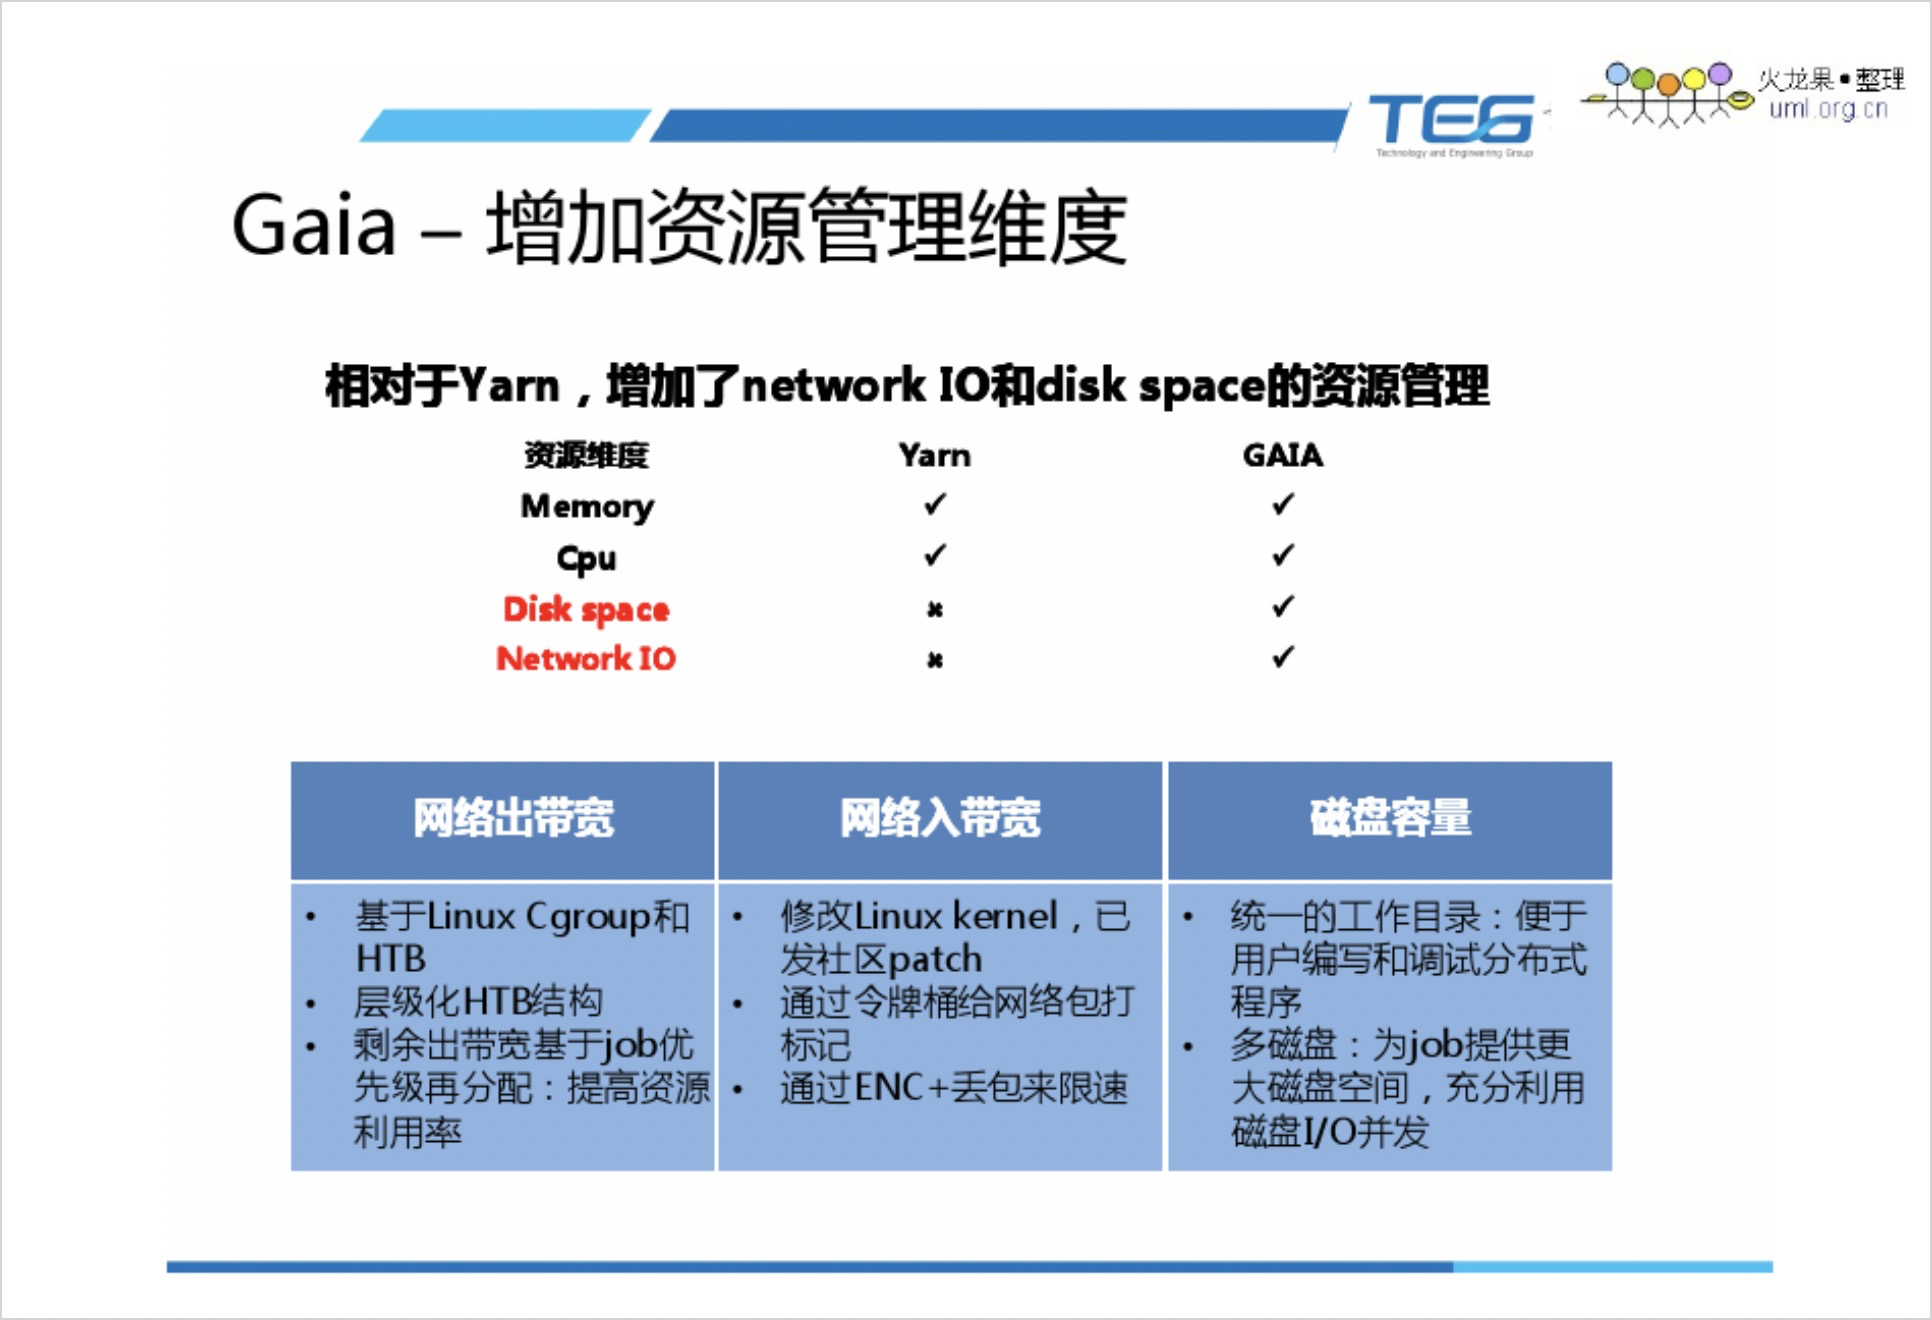 TEG
Technology and Engineering Group
火龙果•整理
uml.org.cn
Gaia – 增加资源管理维度
相对于Yarn，增加了network IO和disk space的资源管理
资源维度 Yarn GAIA
Memory ✓ ✓
Cpu ✓ ✓
Disk space ✖ ✓
Network IO ✖ ✓
网络出带宽
• 基于Linux Cgroup和
HTB
• 层级化HTB结构
• 剩余出带宽基于job优
先级再分配：提高资源
利用率
网络入带宽
• 修改Linux kernel，已
发社区patch
• 通过令牌桶给网络包打
标记
• 通过ENC+丢包来限速
磁盘容量
• 统一的工作目录：便于
用户编写和调试分布式
程序
• 多磁盘：为job提供更
大磁盘空间，充分利用
磁盘I/O并发